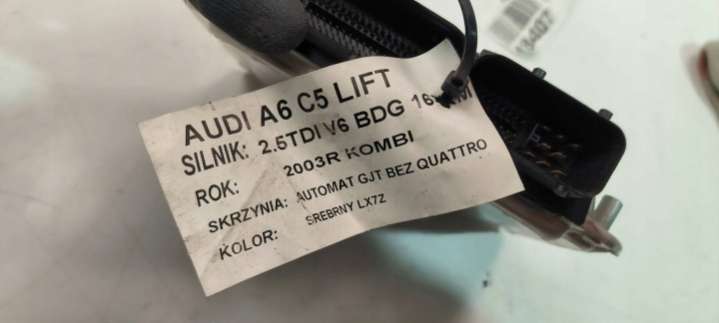 AUDI A6 C5 LIFT
SILNIK: 2.5TDI V6 BDG
ROK: 2003R KOMBI
SKRZYNIA: AUTOMAT GJT BEZ QUATTRO
KOLOR: SREBRNY LX7Z